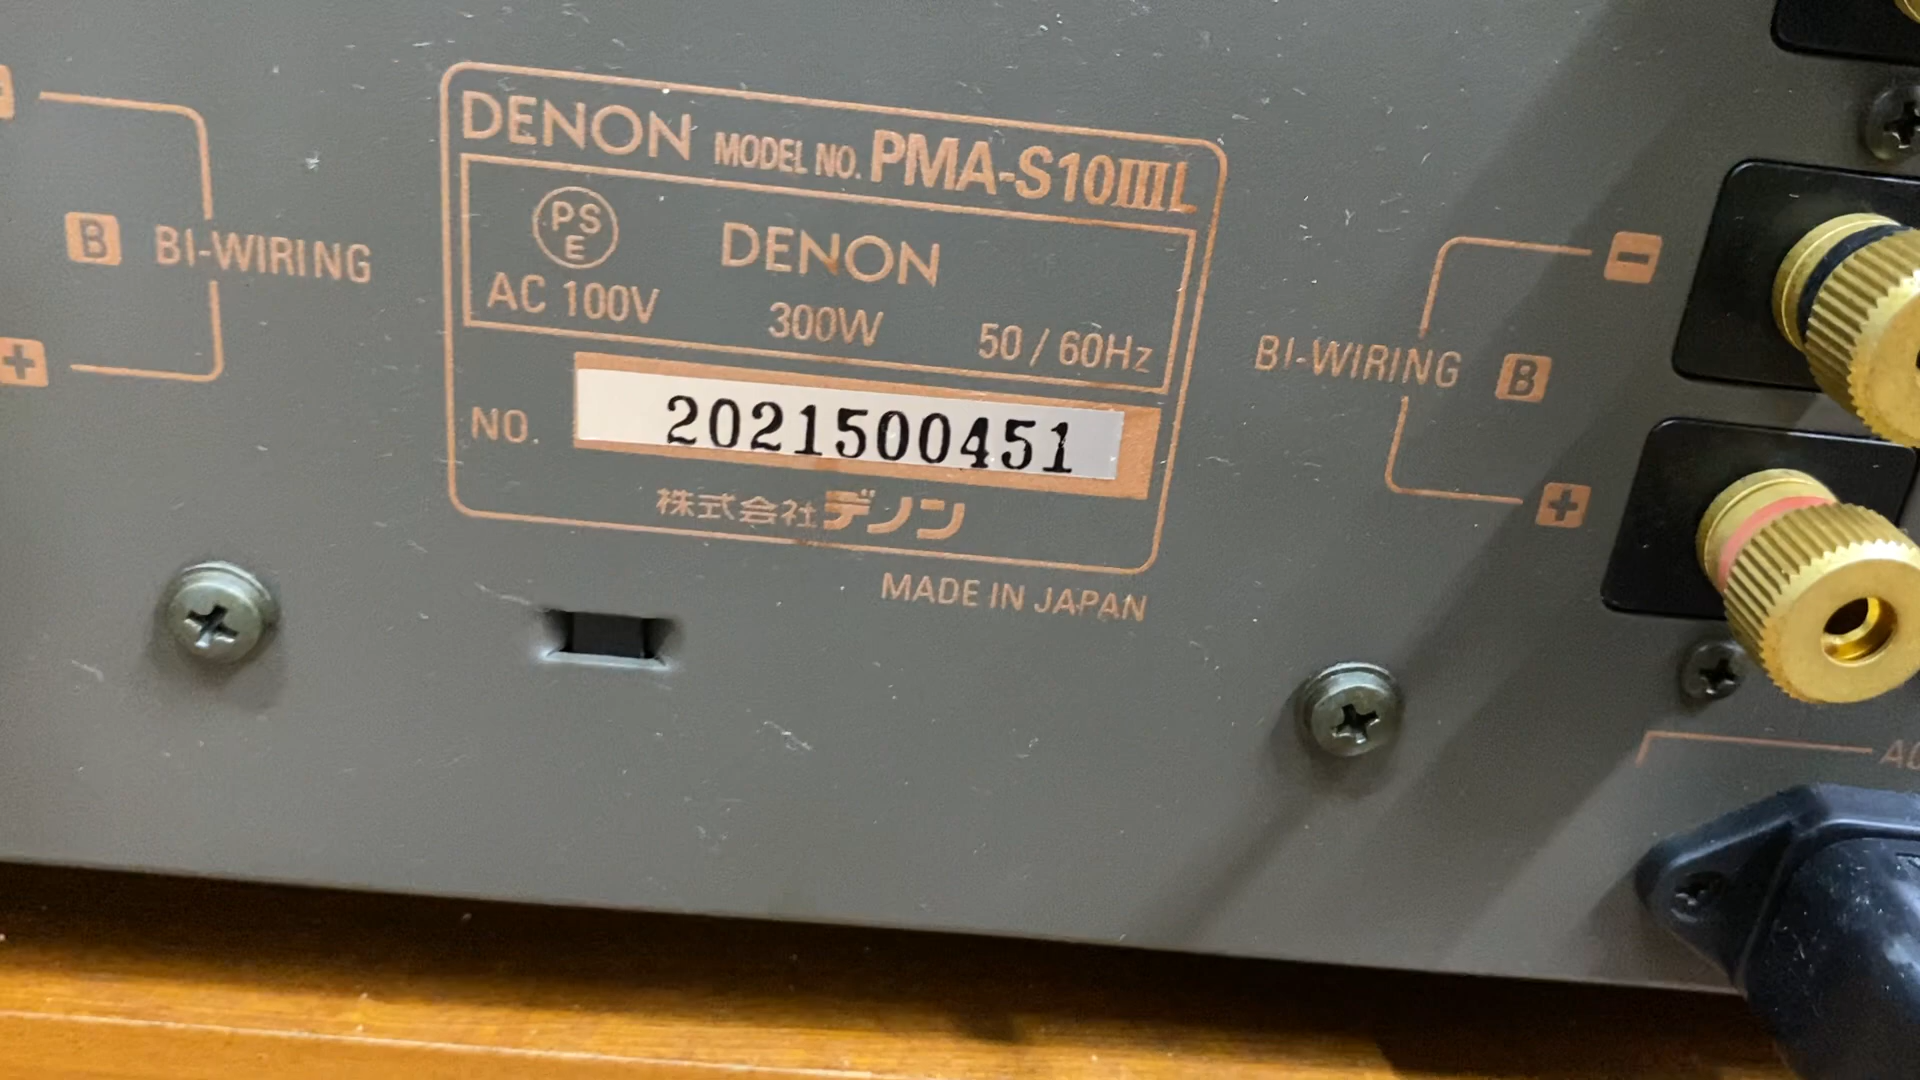 DENON MODEL NO. PMA-S10IIIL
PSE
DENON
AC 100V 300W 50 / 60Hz
NO. 2021500451
株式会社デノン
MADE IN JAPAN
B BI-WIRING
+
BI-WIRING B
-
+